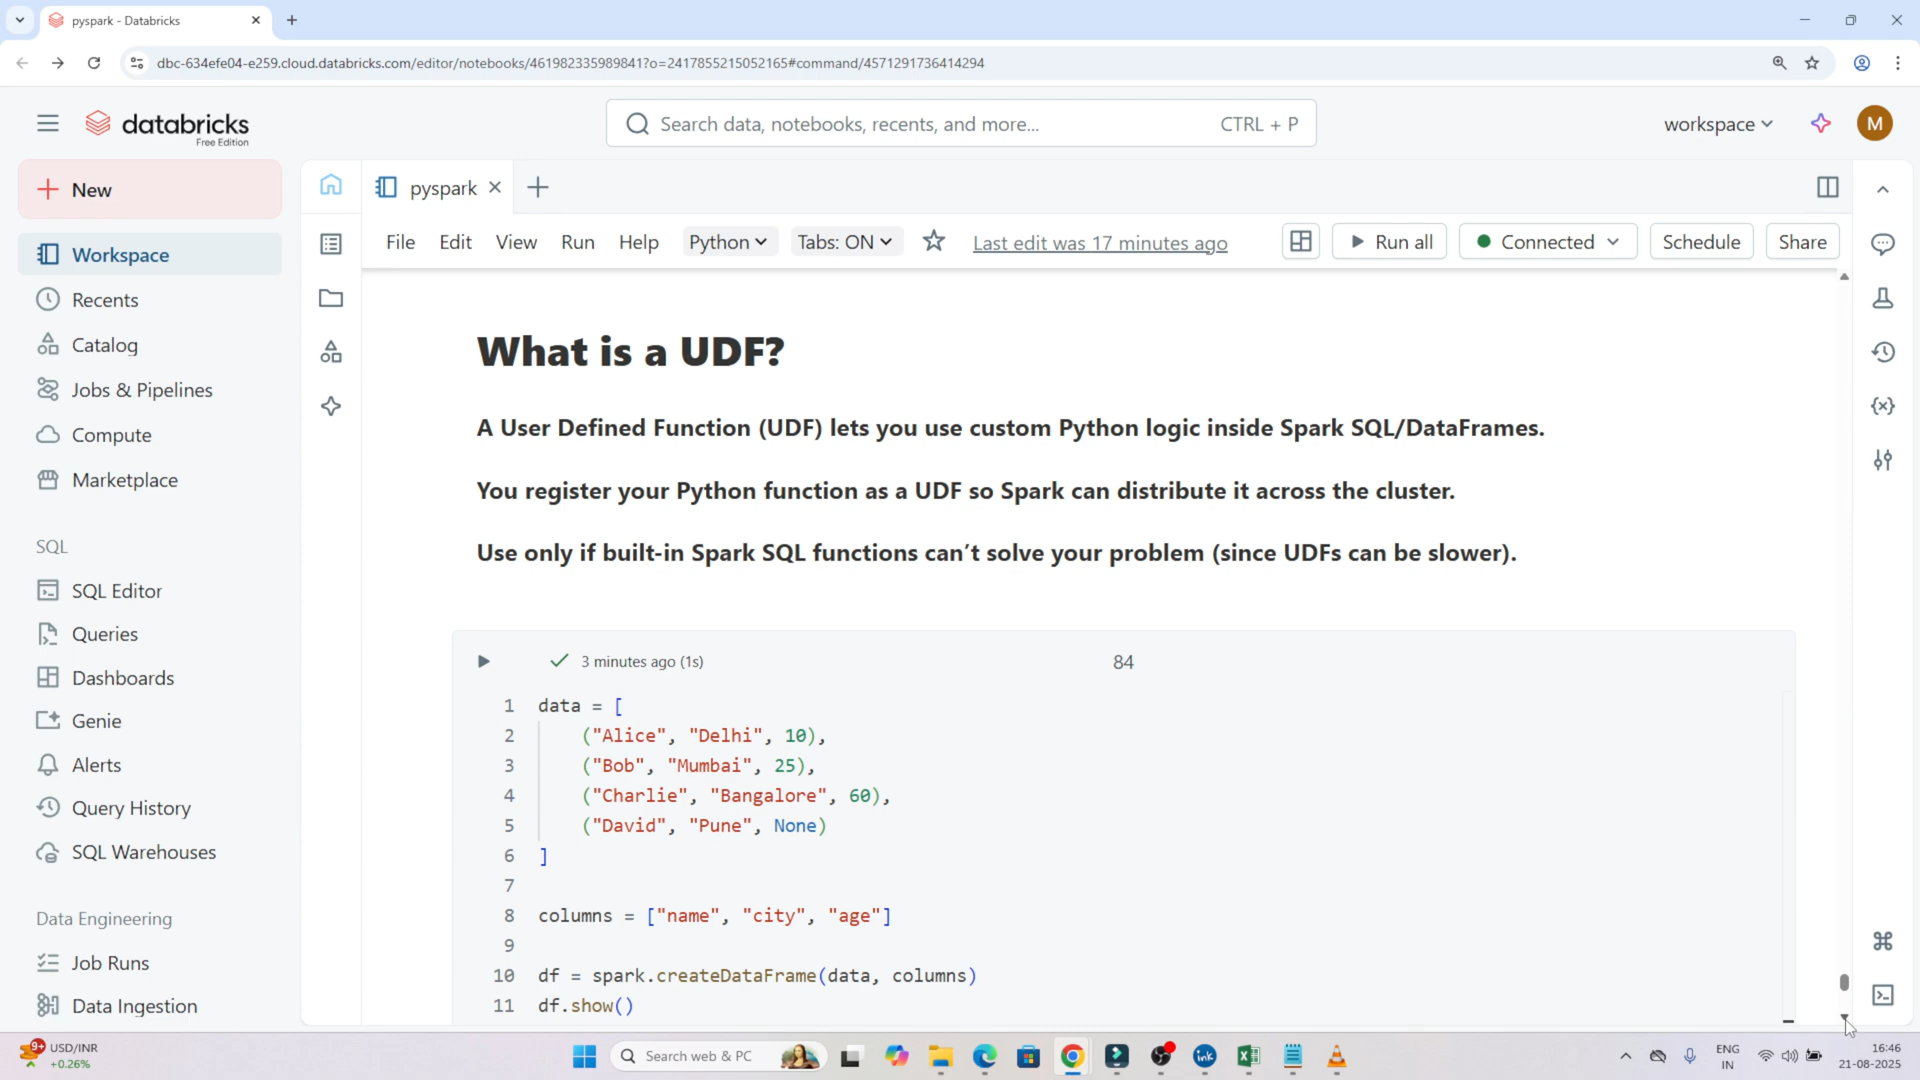 pyspark - Databricks
dbc-634efe04-e259.cloud.databricks.com/editor/notebooks/461982335989841?o=2417855215052165#command/4571291736414294
databricks
Free Edition
Search data, notebooks, recents, and more...
CTRL + P
workspace
M
New
pyspark
File Edit View Run Help Python Tabs: ON Last edit was 17 minutes ago Run all Connected Schedule Share
Workspace
Recents
Catalog
Jobs & Pipelines
Compute
Marketplace
SQL
SQL Editor
Queries
Dashboards
Genie
Alerts
Query History
SQL Warehouses
Data Engineering
Job Runs
Data Ingestion
What is a UDF?
A User Defined Function (UDF) lets you use custom Python logic inside Spark SQL/DataFrames.
You register your Python function as a UDF so Spark can distribute it across the cluster.
Use only if built-in Spark SQL functions can't solve your problem (since UDFs can be slower).
3 minutes ago (1s)
84
1 data = [
2 ("Alice", "Delhi", 10),
3 ("Bob", "Mumbai", 25),
4 ("Charlie", "Bangalore", 60),
5 ("David", "Pune", None)
6 ]
7
8 columns = ["name", "city", "age"]
9
10 df = spark.createDataFrame(data, columns)
11 df.show()
9+
USD/INR
+0.26%
Search web & PC
ink
ENG
IN
16:46
21-08-2025